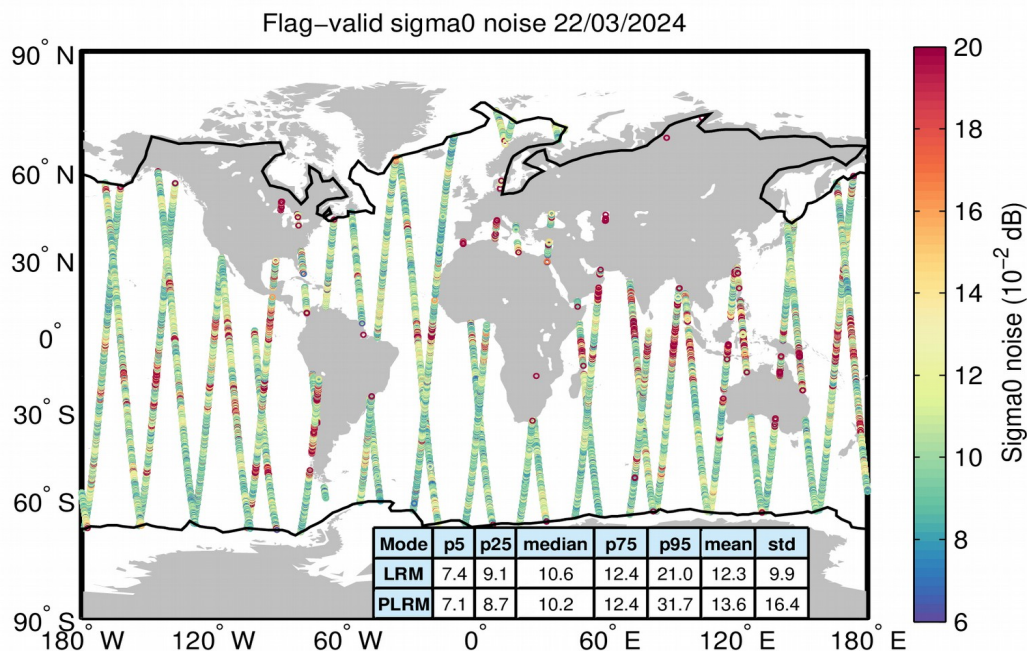 Flag−valid sigma0 noise 22/03/2024
90° N
60° N
30° N
0°
30° S
60° S
90° S
180° W
120° W
60° W
0°
60° E
120° E
180° E
Mode p5 p25 median p75 p95 mean std
LRM 7.4 9.1 10.6 12.4 21.0 12.3 9.9
PLRM 7.1 8.7 10.2 12.4 31.7 13.6 16.4
20
18
16
14
12
10
8
6
Sigma0 noise (10⁻² dB)